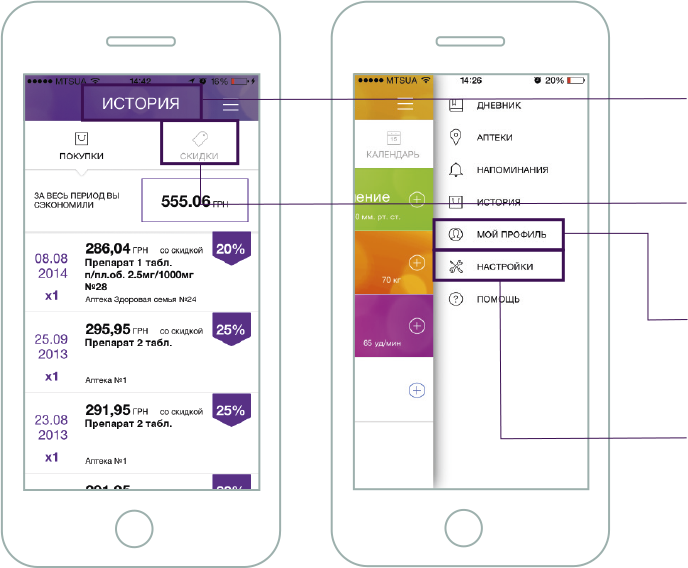 MTSUA 14:42 16%
ИСТОРИЯ
ПОКУПКИ СКИДКИ
ЗА ВЕСЬ ПЕРИОД ВЫ
СЭКОНОМИЛИ
555.06 ГРН
08.08
2014
x1
286,04 ГРН со скидкой 20%
Препарат 1 табл.
п/пл.об. 2.5мг/1000мг
№28
Аптека Здоровая семья №24
25.09
2013
x1
295,95 ГРН со скидкой 25%
Препарат 2 табл.
Аптека №1
23.08
2013
x1
291,95 ГРН со скидкой 25%
Препарат 2 табл.
Аптека №1
MTSUA 14:26 20%
КАЛЕНДАРЬ
ение
0 мм. рт. ст.
70 кг
65 уд/мин
ДНЕВНИК
АПТЕКИ
НАПОМИНАНИЯ
ИСТОРИЯ
МОЙ ПРОФИЛЬ
НАСТРОЙКИ
ПОМОЩЬ